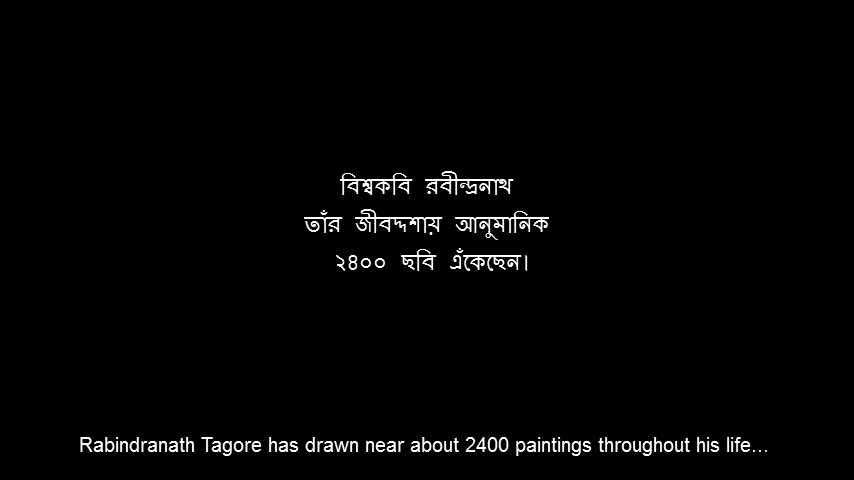 বিশ্বকবি রবীন্দ্রনাথ
তাঁর জীবদ্দশায় আনুমানিক
২৪০০ ছবি এঁকেছেন।
Rabindranath Tagore has drawn near about 2400 paintings throughout his life...